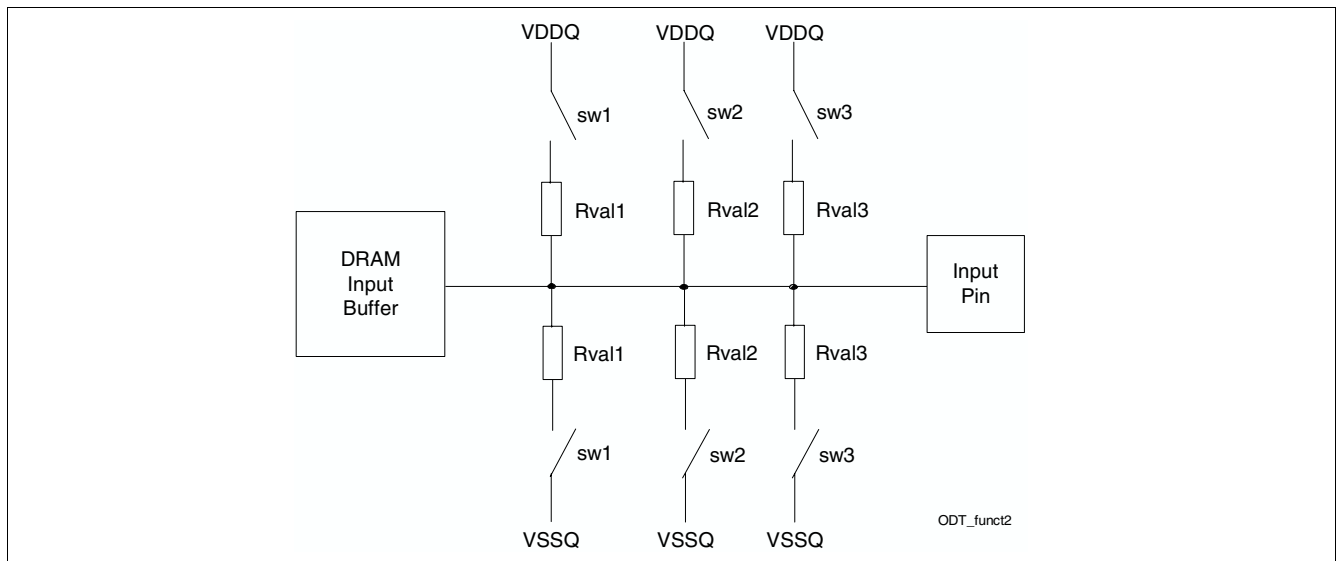 VDDQ VDDQ VDDQ
sw1 sw2 sw3
Rval1 Rval2 Rval3
DRAM
Input
Buffer
Input
Pin
Rval1 Rval2 Rval3
sw1 sw2 sw3
ODT_funct2
VSSQ VSSQ VSSQ